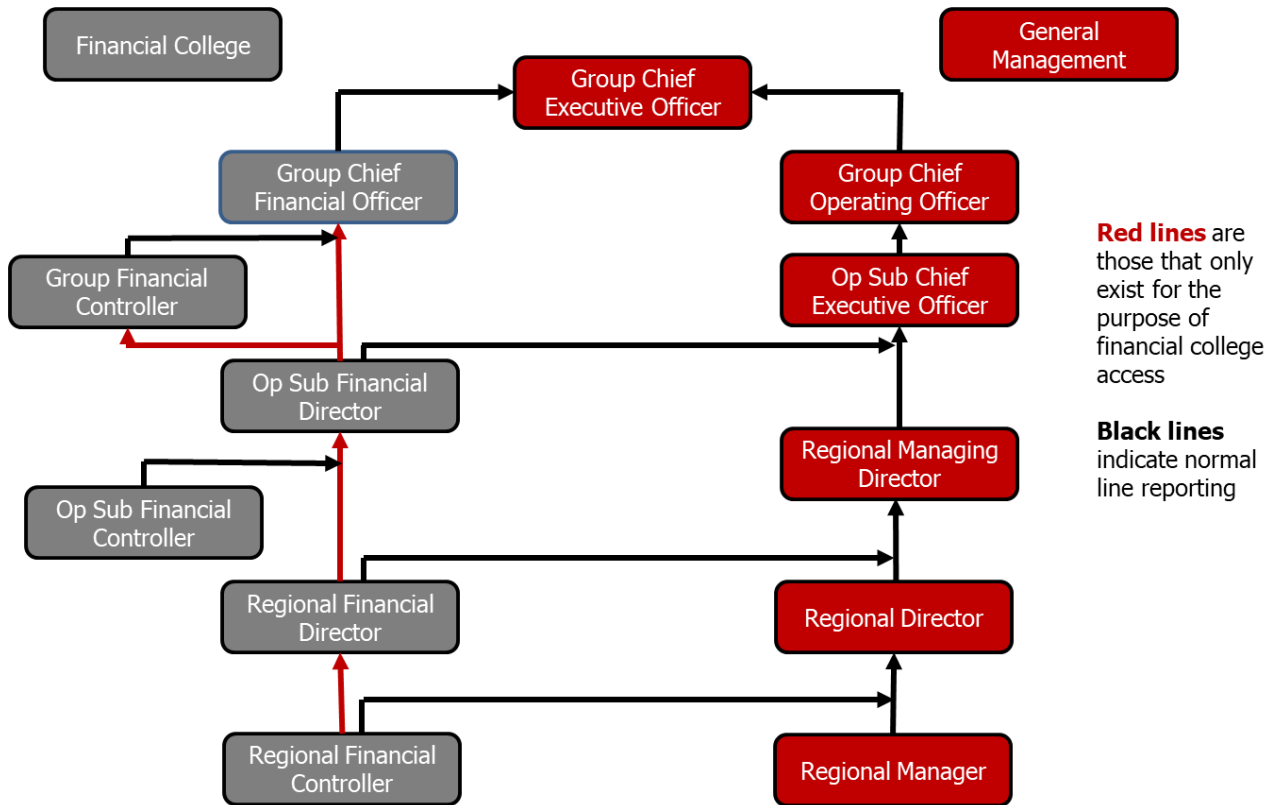 Financial College
General
Management
Group Chief
Executive Officer
Group Chief
Financial Officer
Group Chief
Operating Officer
Group Financial
Controller
Op Sub Chief
Executive Officer
Red lines are
those that only
exist for the
purpose of
financial college
access
Op Sub Financial
Director
Black lines
indicate normal
line reporting
Regional Managing
Director
Op Sub Financial
Controller
Regional Financial
Director
Regional Director
Regional Financial
Controller
Regional Manager